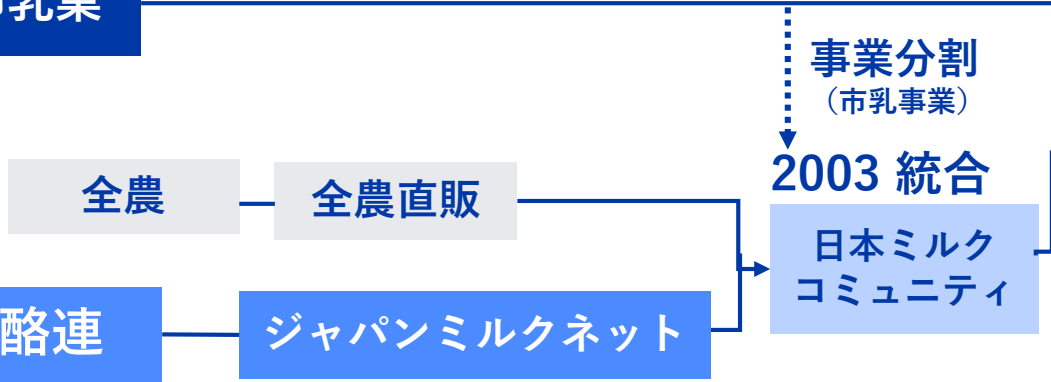 乳業
事業分割
（市乳事業）
2003 統合
全農
全農直販
日本ミルク
コミュニティ
酪連
ジャパンミルクネット